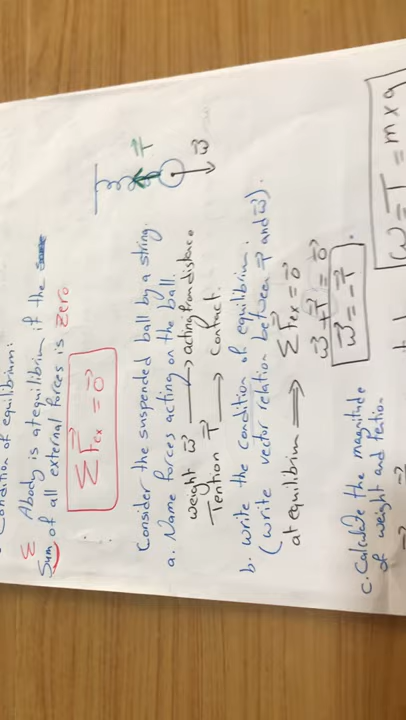 Condition of equilibrium:
Σ A body is at equilibrium if the
Sum of all external forces is zero
ΣF⃗ex = 0⃗
Consider the suspended ball by a string.
a. Name forces acting on the ball.
weight w⃗ → acting from distance
Tention T⃗ → contact.
T⃗
w⃗
b. Write the condition of equilibrium.
(write vector relation between T⃗ and w⃗).
at equilibrium ⟹ ΣF⃗ex = 0⃗
w⃗ + T⃗ = 0⃗
w⃗ = -T⃗
c. Calculate the magnitude
of weight and tention
w = T = m x g